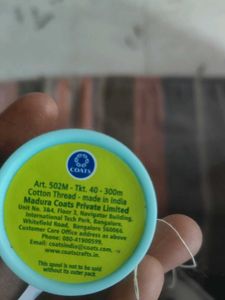 COATS
Art. 502M - Tkt. 40 - 300m
Cotton Thread - made in india
Madura Coats Private Limited
Unit No. 3&4, Floor 3, Navigator Building,
International Tech Park, Bangalore,
Whitefield Road, Bangalore 560066.
Customer Care Office address as above
Phone: 080-41900599,
Email: coatsindia@coats.com
www.coatscrafts.in.
This spool is not to be sold
without its outer pack